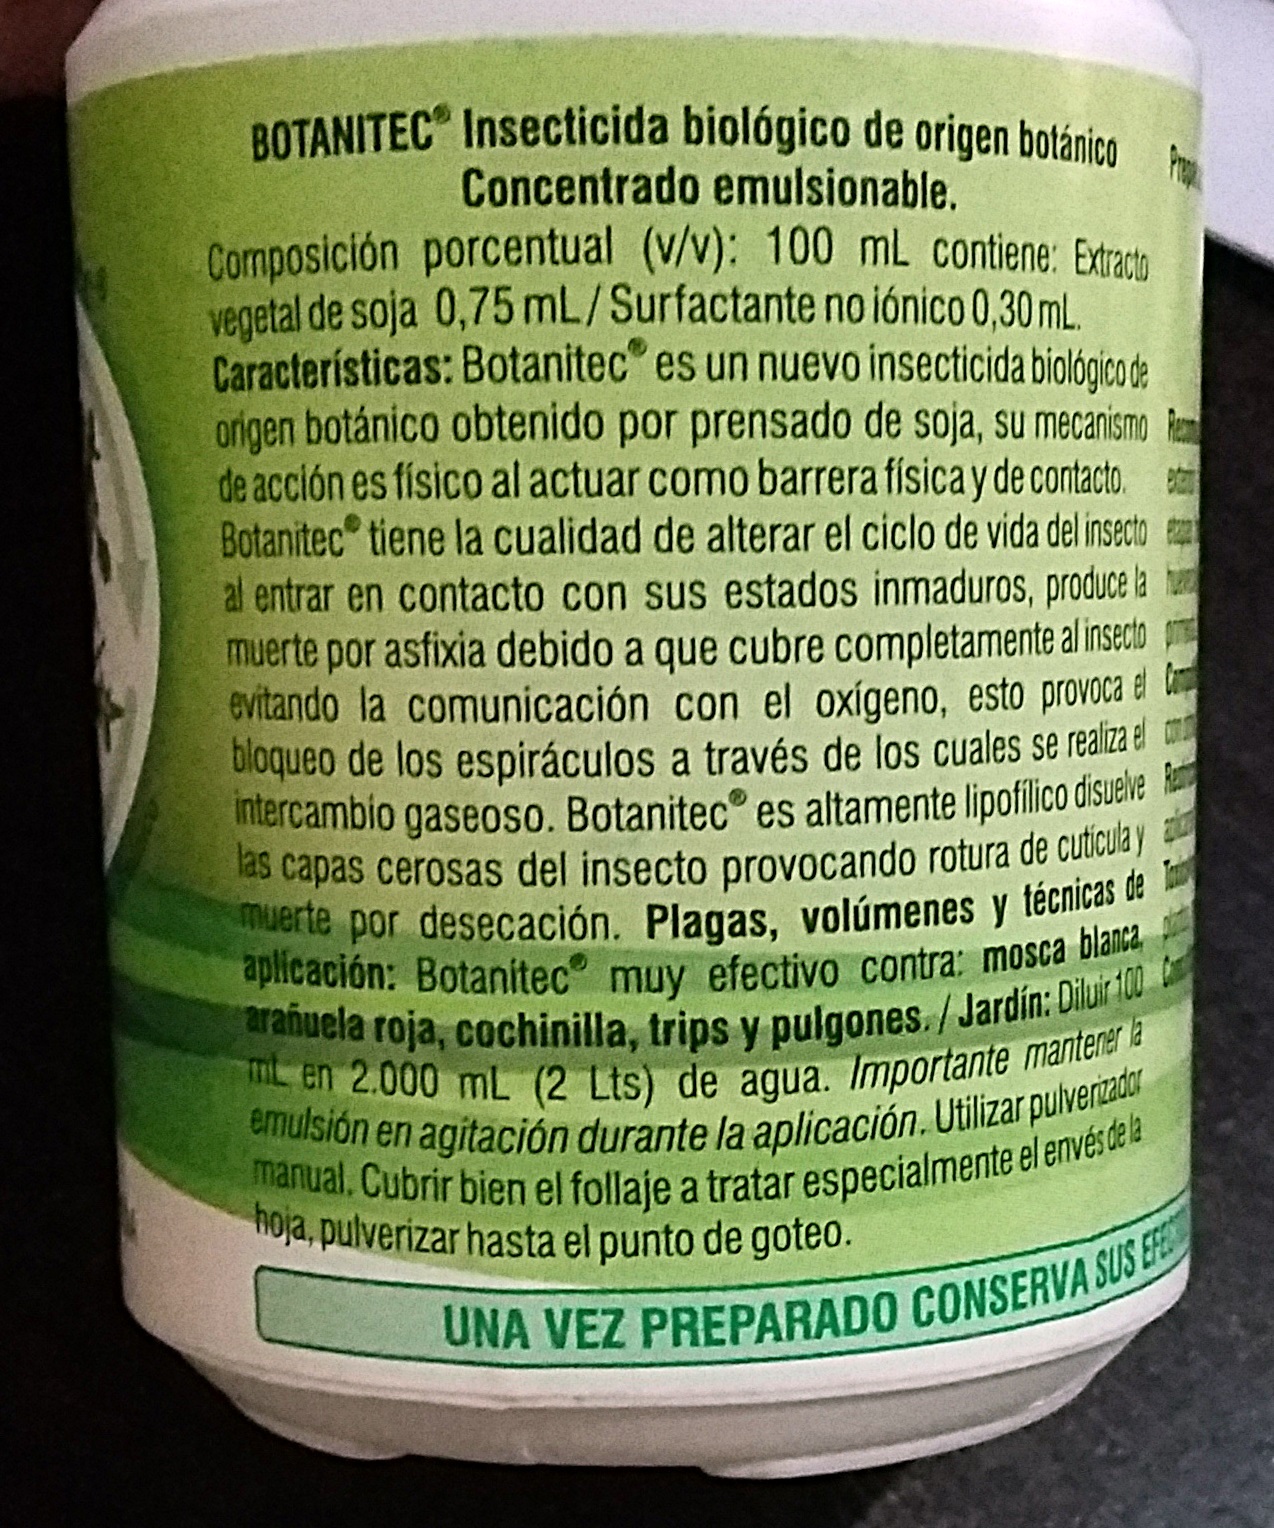 BOTANITEC® Insecticida biológico de origen botánico
Concentrado emulsionable.
Composición porcentual (v/v): 100 mL contiene: Extracto
vegetal de soja 0,75 mL / Surfactante no iónico 0,30 mL.
Características: Botanitec® es un nuevo insecticida biológico de
origen botánico obtenido por prensado de soja, su mecanismo
de acción es físico al actuar como barrera física y de contacto.
Botanitec® tiene la cualidad de alterar el ciclo de vida del insecto
al entrar en contacto con sus estados inmaduros, produce la
muerte por asfixia debido a que cubre completamente al insecto
evitando la comunicación con el oxígeno, esto provoca el
bloqueo de los espiráculos a través de los cuales se realiza el
intercambio gaseoso. Botanitec® es altamente lipofílico disuelve
las capas cerosas del insecto provocando rotura de cutícula y
muerte por desecación. Plagas, volúmenes y técnicas de
aplicación: Botanitec® muy efectivo contra: mosca blanca,
arañuela roja, cochinilla, trips y pulgones. / Jardín: Diluir 100
mL en 2.000 mL (2 Lts) de agua. Importante mantener la
emulsión en agitación durante la aplicación. Utilizar pulverizador
manual. Cubrir bien el follaje a tratar especialmente el envés de la
hoja, pulverizar hasta el punto de goteo.
UNA VEZ PREPARADO CONSERVA SUS